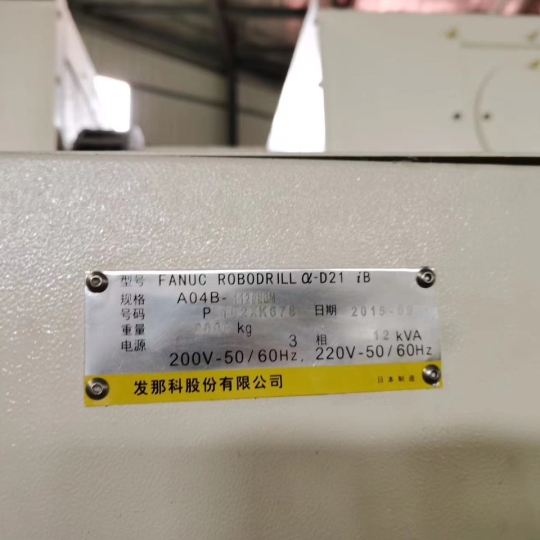 型号 FANUC ROBODRILL α-D21 iB
规格 A04B-
号码 P 日期 2015-
重量 kg
电源 3 相 12 kVA
200V-50/60Hz, 220V-50/60Hz
发那科股份有限公司 日本制造